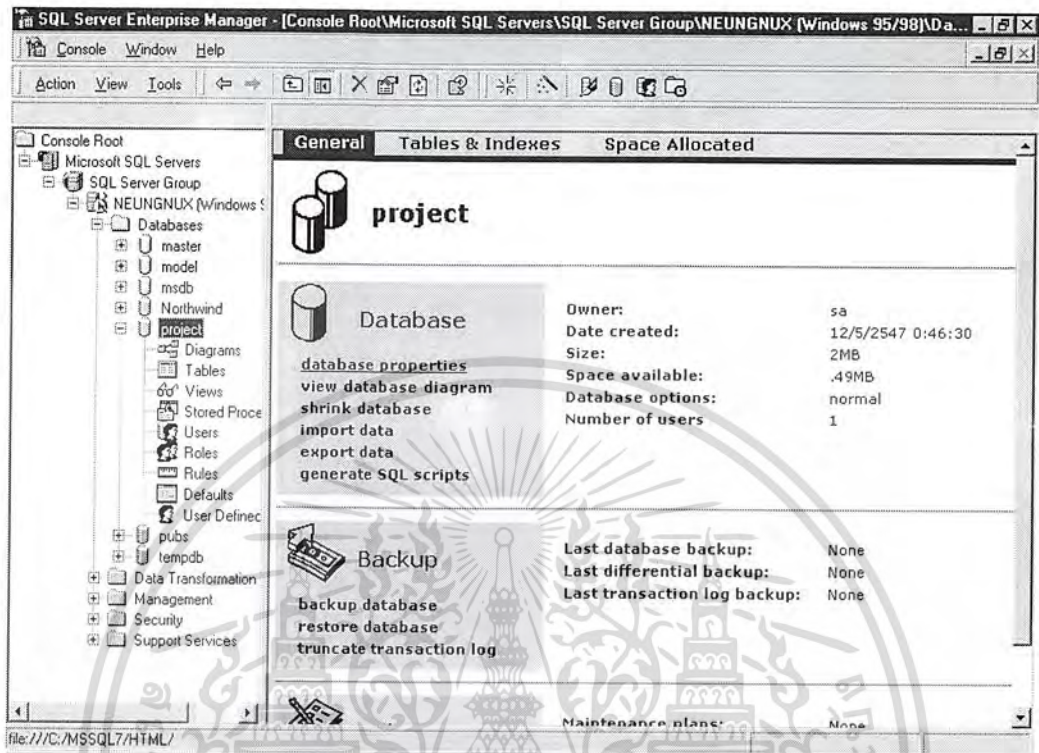 SQL Server Enterprise Manager - [Console Root\Microsoft SQL Servers\SQL Server Group\NEUNGNUX (Windows 95/98)\Da...
Console Window Help
Action View Tools
Console Root
Microsoft SQL Servers
SQL Server Group
NEUNGNUX (Windows
Databases
master
model
msdb
Northwind
project
Diagrams
Tables
Views
Stored Proce
Users
Roles
Rules
Defaults
User Definec
pubs
tempdb
Data Transformation
Management
Security
Support Services
General Tables & Indexes Space Allocated
project
Database
database properties
view database diagram
shrink database
import data
export data
generate SQL scripts
Owner: sa
Date created: 12/5/2547 0:46:30
Size: 2MB
Space available: .49MB
Database options: normal
Number of users 1
Backup
backup database
restore database
truncate transaction log
Last database backup: None
Last differential backup: None
Last transaction log backup: None
Maintenance plans: None
file:///C:/MSSQL7/HTML/